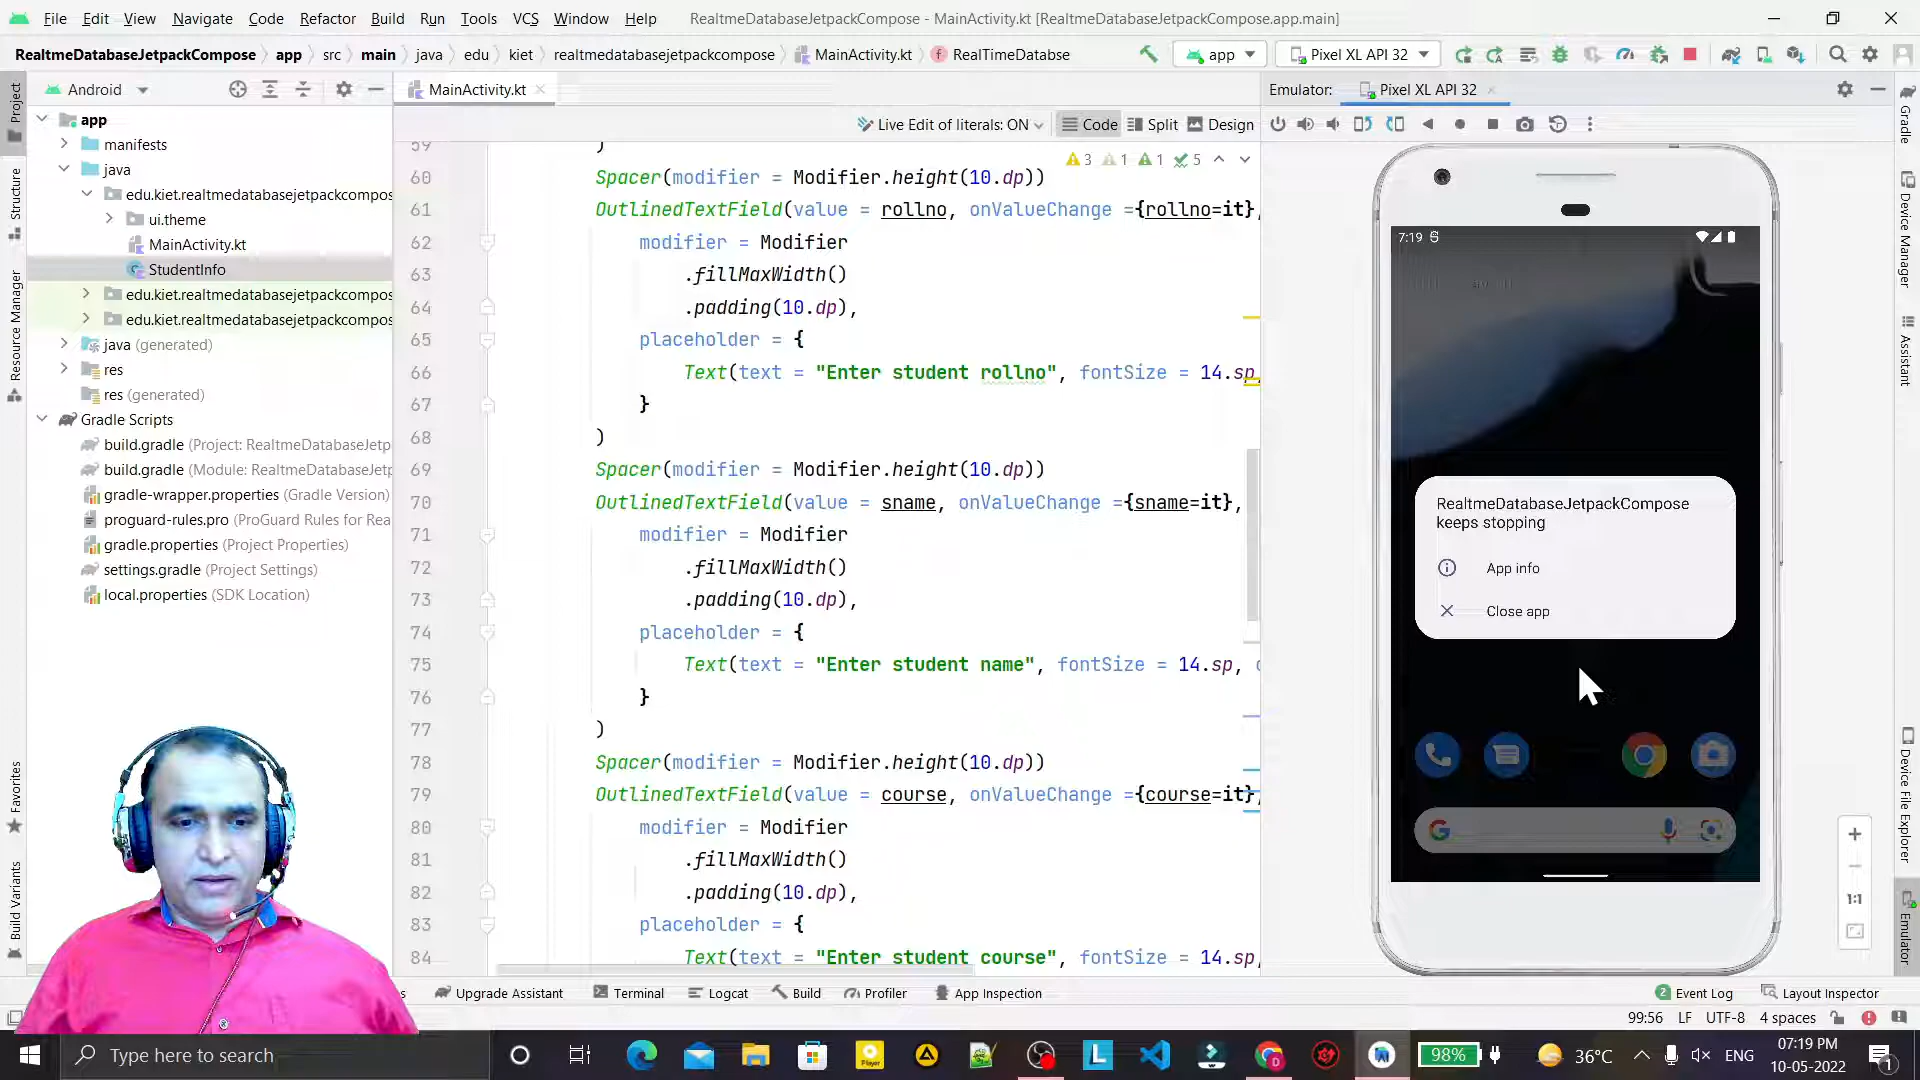 File Edit View Navigate Code Refactor Build Run Tools VCS Window Help RealtmeDatabaseJetpackCompose - MainActivity.kt [RealtmeDatabaseJetpackCompose.app.main]
RealtmeDatabaseJetpackCompose app src main java edu kiet realtmedatabasejetpackcompose MainActivity.kt RealTimeDatabse app Pixel XL API 32
Android MainActivity.kt Emulator: Pixel XL API 32
Live Edit of literals: ON Code Split Design
3 1 1 5
Project
Structure
Resource Manager
Favorites
Build Variants
app
manifests
java
edu.kiet.realtmedatabasejetpackcompos
ui.theme
MainActivity.kt
StudentInfo
edu.kiet.realtmedatabasejetpackcompos
edu.kiet.realtmedatabasejetpackcompos
java (generated)
res
res (generated)
Gradle Scripts
build.gradle (Project: RealtmeDatabaseJetp
build.gradle (Module: RealtmeDatabaseJetp
gradle-wrapper.properties (Gradle Version)
proguard-rules.pro (ProGuard Rules for Rea
gradle.properties (Project Properties)
settings.gradle (Project Settings)
local.properties (SDK Location)
59 )
60 Spacer(modifier = Modifier.height(10.dp))
61 OutlinedTextField(value = rollno, onValueChange ={rollno=it},
62 modifier = Modifier
63 .fillMaxWidth()
64 .padding(10.dp),
65 placeholder = {
66 Text(text = "Enter student rollno", fontSize = 14.sp,
67 }
68 )
69 Spacer(modifier = Modifier.height(10.dp))
70 OutlinedTextField(value = sname, onValueChange ={sname=it},
71 modifier = Modifier
72 .fillMaxWidth()
73 .padding(10.dp),
74 placeholder = {
75 Text(text = "Enter student name", fontSize = 14.sp,
76 }
77 )
78 Spacer(modifier = Modifier.height(10.dp))
79 OutlinedTextField(value = course, onValueChange ={course=it},
80 modifier = Modifier
81 .fillMaxWidth()
82 .padding(10.dp),
83 placeholder = {
84 Text(text = "Enter student course", fontSize = 14.sp,
7:19
RealtmeDatabaseJetpackCompose
keeps stopping
App info
Close app
1:1
Gradle
Device Manager
Assistant
Device File Explorer
Emulator
Upgrade Assistant Terminal Logcat Build Profiler App Inspection 2 Event Log Layout Inspector
99:56 LF UTF-8 4 spaces
Type here to search 98% 36°C ENG 07:19 PM
10-05-2022
1